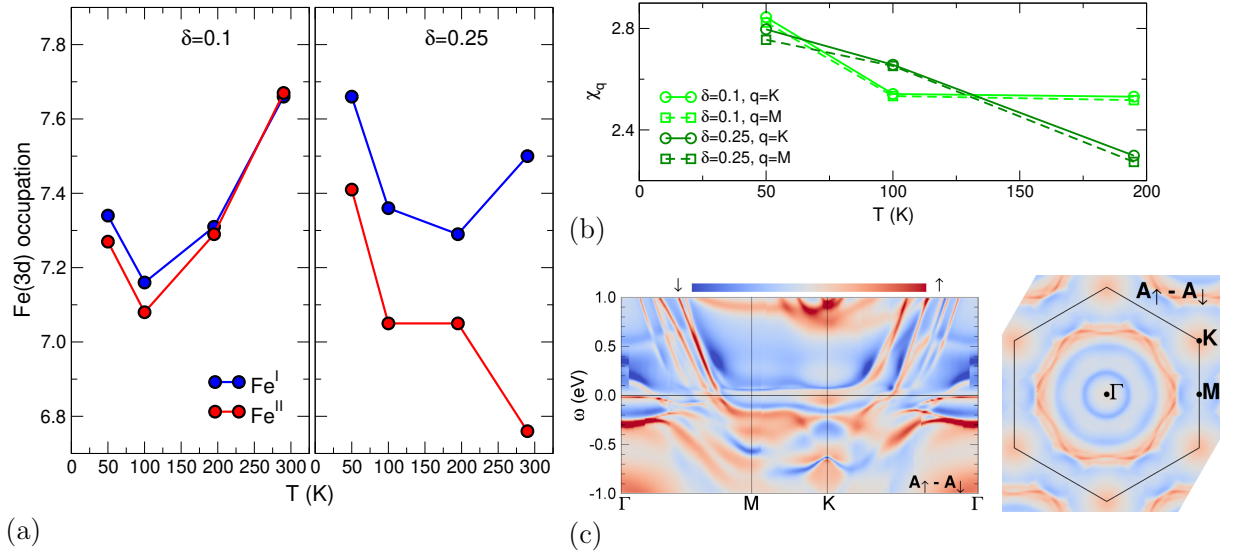 7.8
7.6
7.4
7.2
7.0
6.8
Fe(3d) occupation
δ=0.1
δ=0.25
Fe^I
Fe^II
0 50 100 150 200 250 300
0 50 100 150 200 250 300
T (K)
(a)
2.8
2.4
χ_q
δ=0.1, q=K
δ=0.1, q=M
δ=0.25, q=K
δ=0.25, q=M
0 50 100 150 200
T (K)
(b)
↓ ↑
1.0
0.5
0.0
-0.5
-1.0
ω (eV)
A↑ - A↓
Γ M K Γ
(c)
A↑ - A↓
K
M
Γ